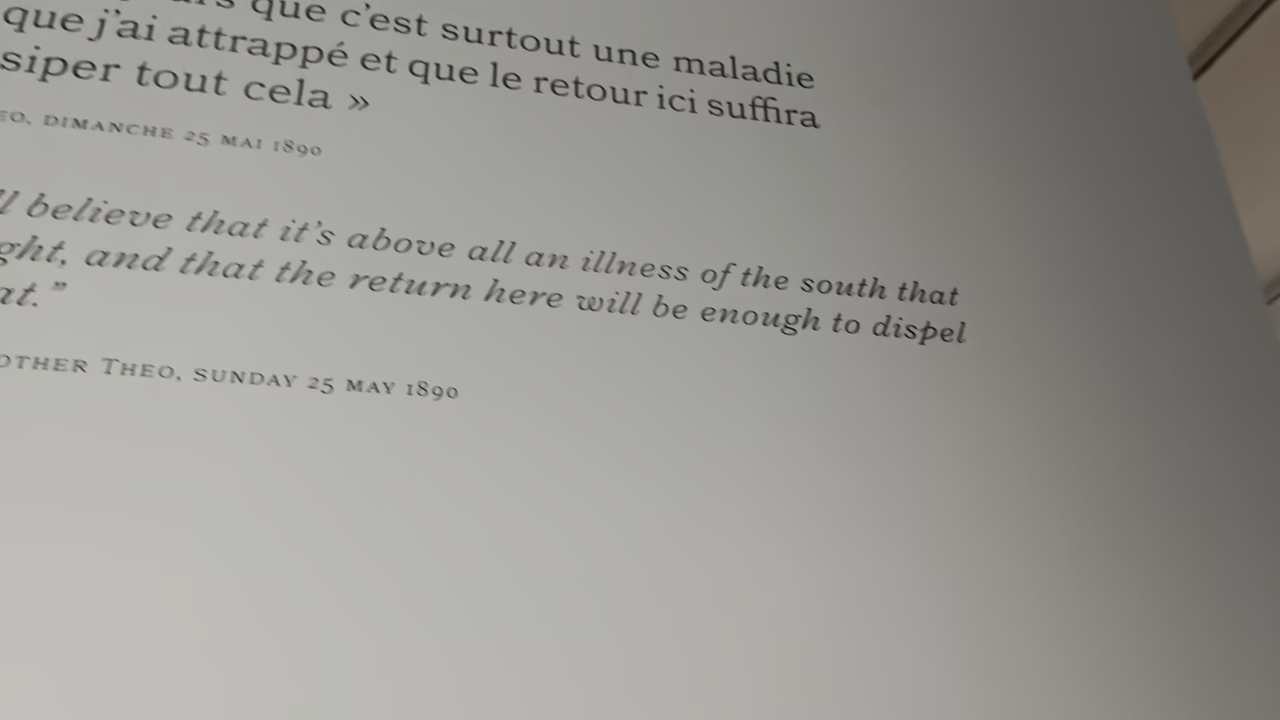 que c'est surtout une maladie
que j'ai attrappé et que le retour ici suffira
siper tout cela »
EO, DIMANCHE 25 MAI 1890
ll believe that it's above all an illness of the south that
ght, and that the return here will be enough to dispel
at.”
OTHER THEO, SUNDAY 25 MAY 1890